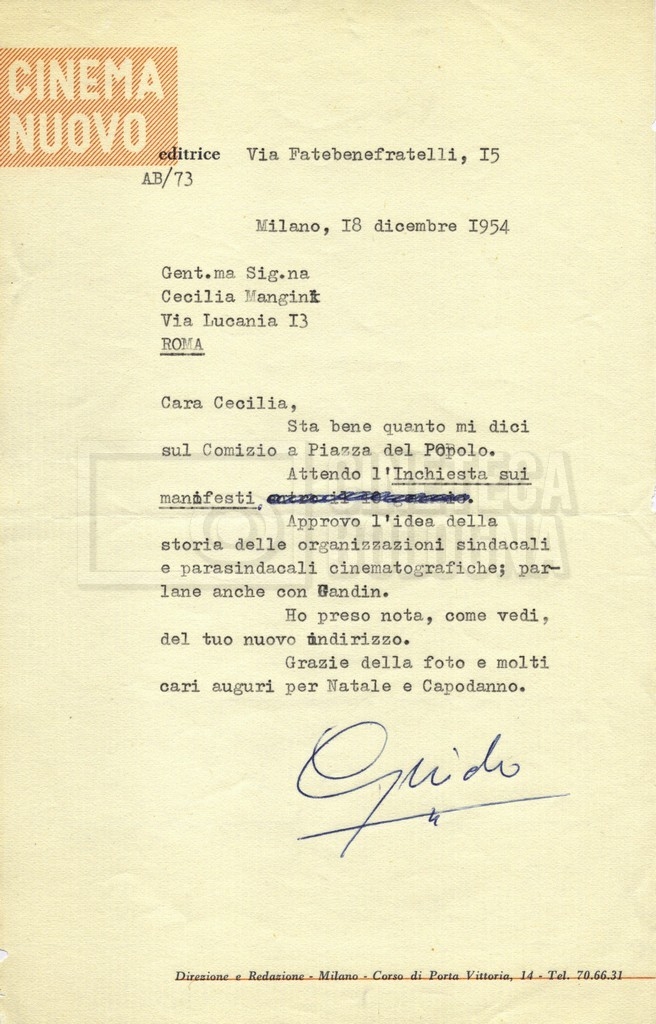 CINEMA
NUOVO
editrice Via Fatebenefratelli, I5
AB/73
Milano, I8 dicembre I954
Gent.ma Sig.na
Cecilia Mangini
Via Lucania I3
ROMA
Cara Cecilia,
Sta bene quanto mi dici
sul Comizio a Piazza del Popolo.
Attendo l'Inchiesta sui
manifesti.
Approvo l'idea della
storia delle organizzazioni sindacali
e parasindacali cinematografiche; par-
lane anche con Gandin.
Ho preso nota, come vedi,
del tuo nuovo indirizzo.
Grazie della foto e molti
cari auguri per Natale e Capodanno.
Guido
Direzione e Redazione - Milano - Corso di Porta Vittoria, 14 - Tel. 70.66.31